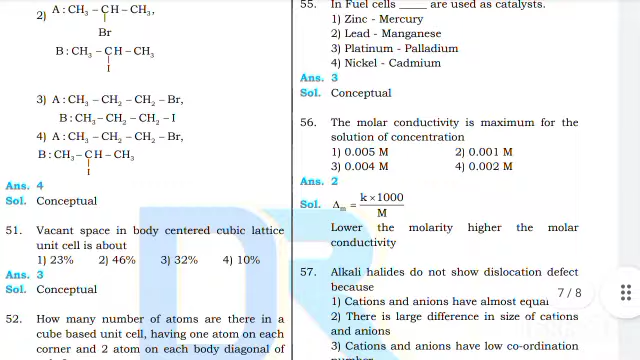 2) A : CH₃ – CH – CH₃,
Br
B : CH₃ – CH – CH₃
I
3) A : CH₃ – CH₂ – CH₂ – Br,
B : CH₃– CH₂ – CH₂ – I
4) A : CH₃ – CH₂ – CH₂ – Br,
B : CH₃– CH – CH₃
I
Ans. 4
Sol. Conceptual
51. Vacant space in body centered cubic lattice
unit cell is about
1) 23% 2) 46% 3) 32% 4) 10%
Ans. 3
Sol. Conceptual
52. How many number of atoms are there in a
cube based unit cell, having one atom on each
corner and 2 atom on each body diagonal of
55. In Fuel cells _____ are used as catalysts.
1) Zinc - Mercury
2) Lead - Manganese
3) Platinum - Palladium
4) Nickel - Cadmium
Ans. 3
Sol. Conceptual
56. The molar conductivity is maximum for the
solution of concentration
1) 0.005 M 2) 0.001 M
3) 0.004 M 4) 0.002 M
Ans. 2
Sol. Λₘ = k × 1000 / M
Lower the molarity higher the molar
conductivity
57. Alkali halides do not show dislocation defect
because
1) Cations and anions have almost equal
7 / 8
2) There is large difference in size of cations
and anions
3) Cations and anions have low co-ordination